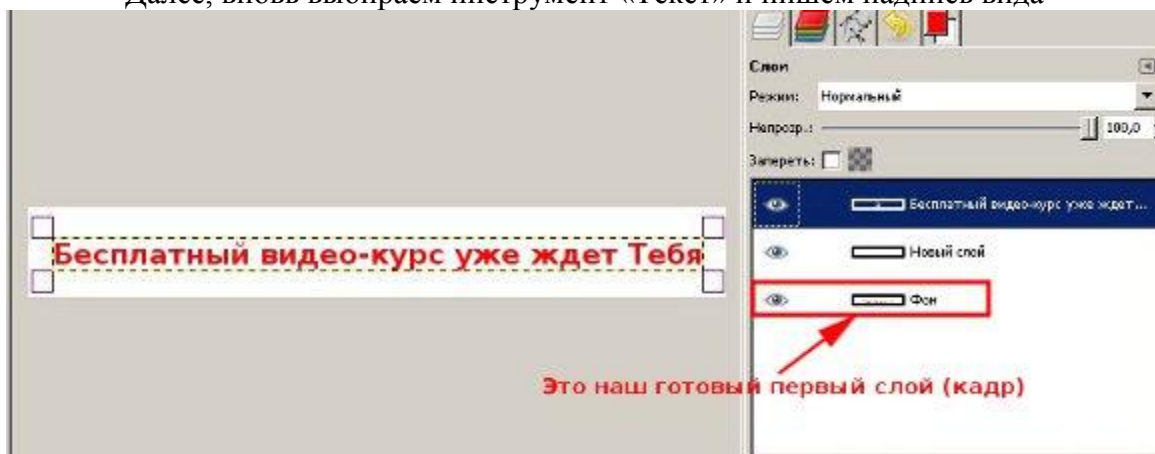 Далее, вновь выбираем инструмент «Текст» и пишем надпись вида
Слои
Режим: Нормальный
Непрозр.: 100,0
Запереть:
Бесплатный видео-курс уже ждет...
Бесплатный видео-курс уже ждет Тебя
Новый слой
Фон
Это наш готовый первый слой (кадр)